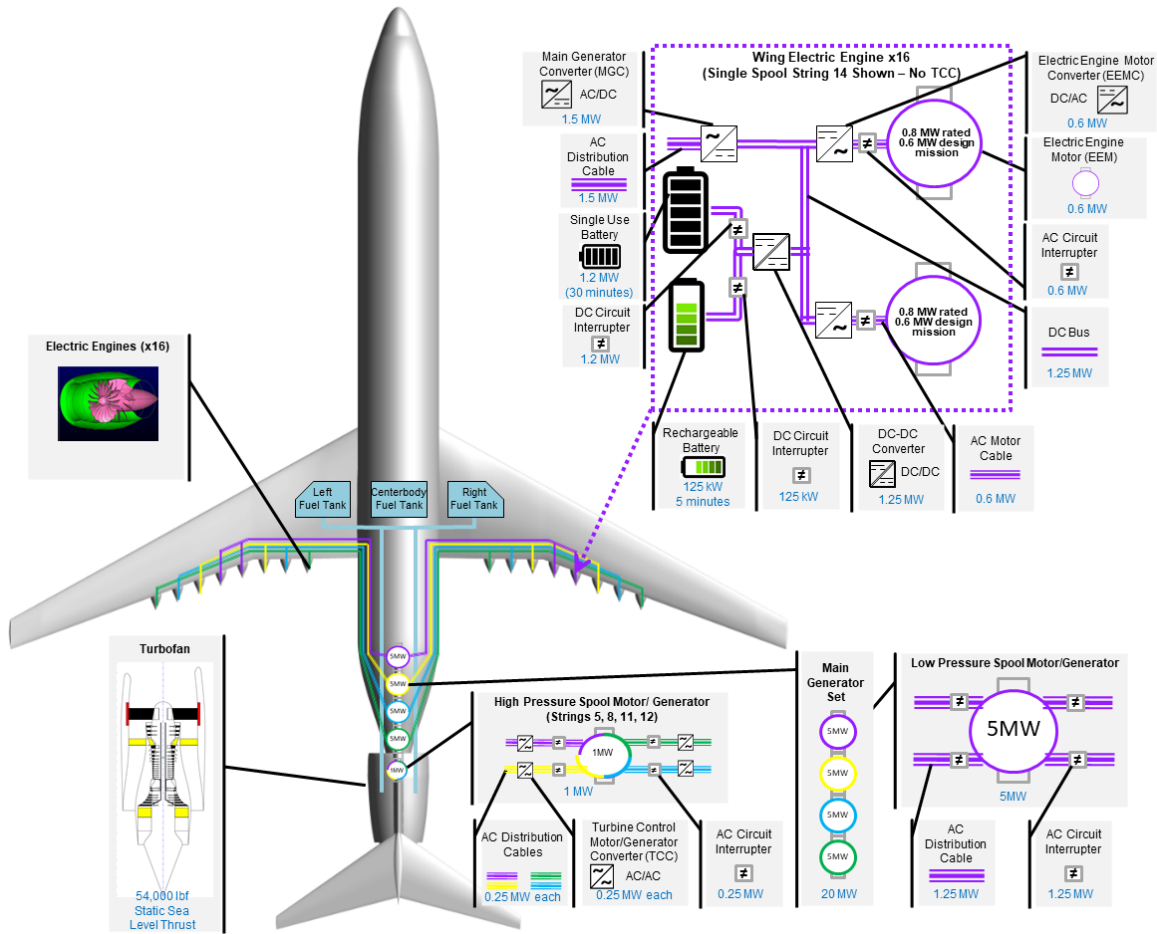 Main Generator
Converter (MGC)
AC/DC
1.5 MW
AC
Distribution
Cable
1.5 MW
Single Use
Battery
1.2 MW
(30 minutes)
DC Circuit
Interrupter
1.2 MW
Wing Electric Engine x16
(Single Spool String 14 Shown – No TCC)
0.8 MW rated
0.6 MW design
mission
0.8 MW rated
0.6 MW design
mission
Electric Engine Motor
Converter (EEMC)
DC/AC
0.6 MW
Electric Engine
Motor (EEM)
0.6 MW
AC Circuit
Interrupter
0.6 MW
DC Bus
1.25 MW
Rechargeable
Battery
125 kW
5 minutes
DC Circuit
Interrupter
125 kW
DC-DC
Converter
DC/DC
1.25 MW
AC Motor
Cable
0.6 MW
Electric Engines (x16)
Left
Fuel Tank
Centerbody
Fuel Tank
Right
Fuel Tank
5MW
5MW
5MW
5MW
1MW
Turbofan
54,000 lbf
Static Sea
Level Thrust
High Pressure Spool Motor/ Generator
(Strings 5, 8, 11, 12)
1MW
1 MW
AC Distribution
Cables
0.25 MW each
Turbine Control
Motor/Generator
Converter (TCC)
AC/AC
0.25 MW each
AC Circuit
Interrupter
0.25 MW
Main
Generator
Set
5MW
5MW
5MW
5MW
20 MW
Low Pressure Spool Motor/Generator
5MW
5MW
AC
Distribution
Cable
1.25 MW
AC Circuit
Interrupter
1.25 MW